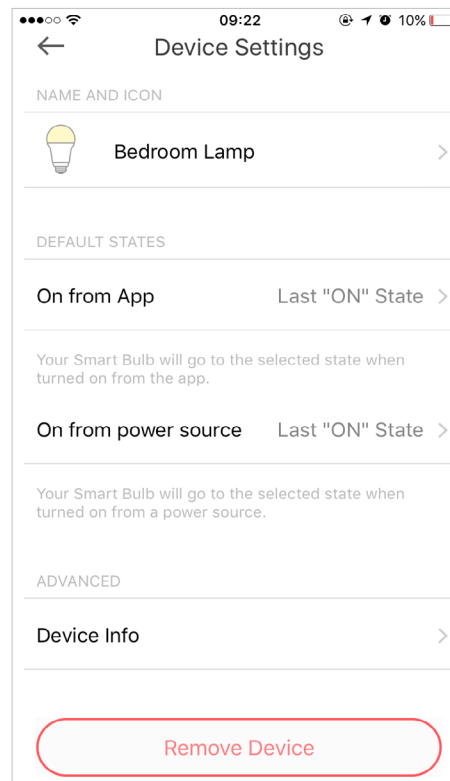 09:22
10%
Device Settings
NAME AND ICON
Bedroom Lamp
DEFAULT STATES
On from App Last "ON" State
Your Smart Bulb will go to the selected state when
turned on from the app.
On from power source Last "ON" State
Your Smart Bulb will go to the selected state when
turned on from a power source.
ADVANCED
Device Info
Remove Device